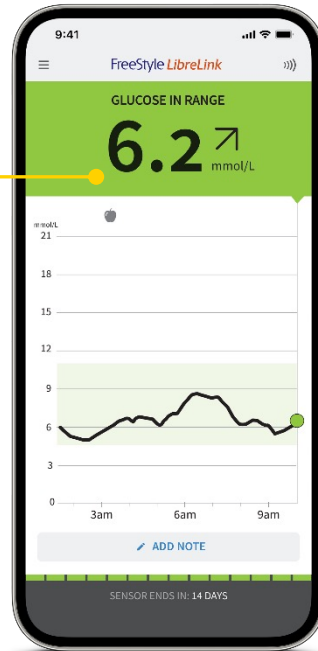 9:41
FreeStyle LibreLink
GLUCOSE IN RANGE
6.2
mmol/L
mmol/L
21
18
15
12
9
6
3
0
3am 6am 9am
ADD NOTE
SENSOR ENDS IN: 14 DAYS